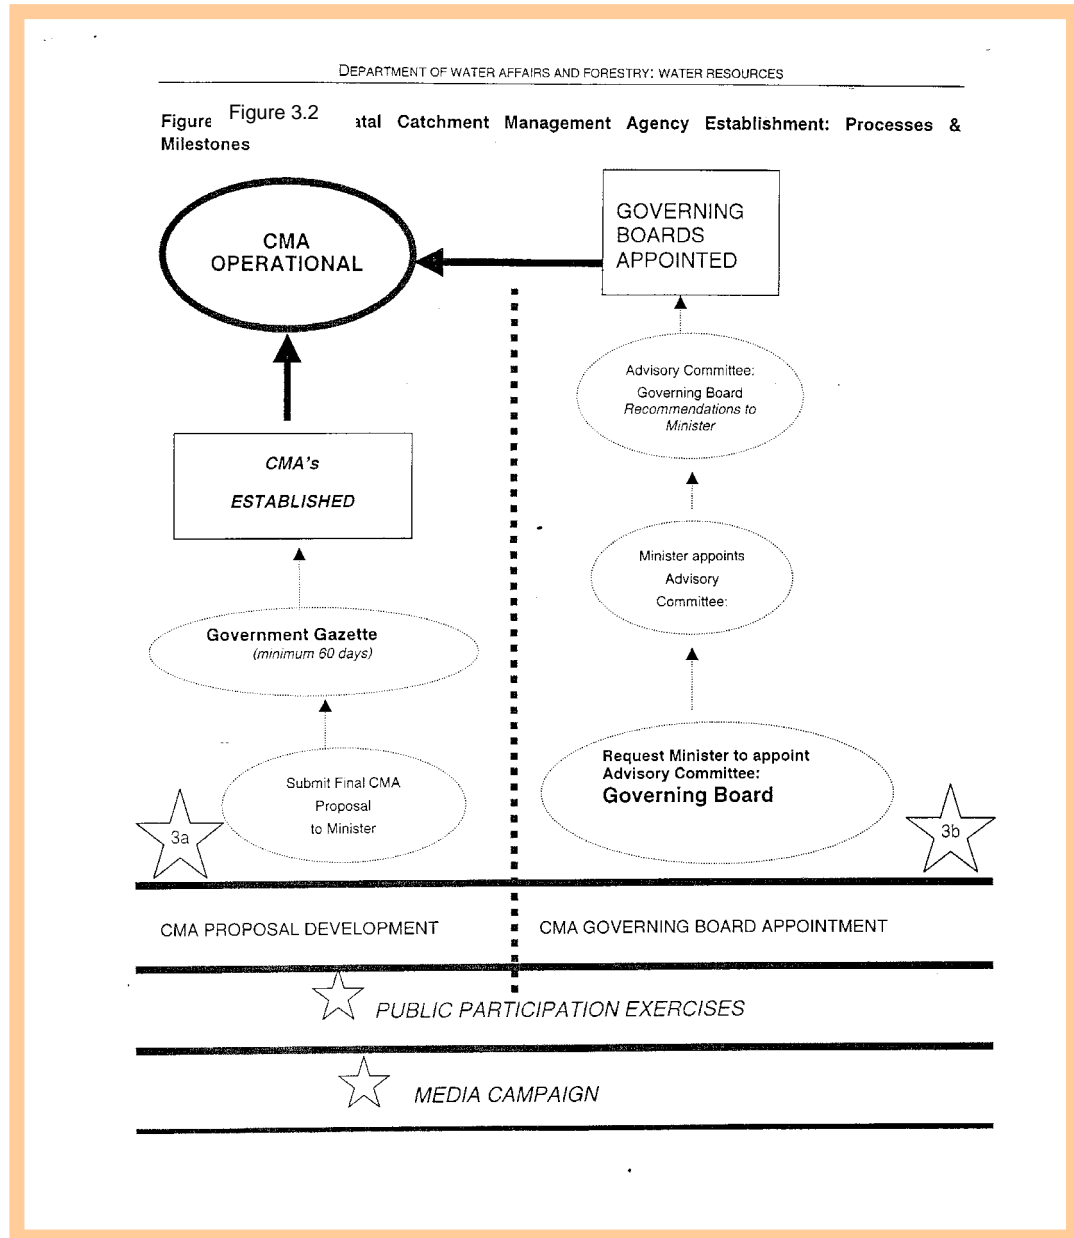 DEPARTMENT OF WATER AFFAIRS AND FORESTRY: WATER RESOURCES
Figure Figure 3.2 atal Catchment Management Agency Establishment: Processes &
Milestones
CMA
OPERATIONAL
GOVERNING
BOARDS
APPOINTED
Advisory Committee:
Governing Board
Recommendations to
Minister
CMA's
ESTABLISHED
Minister appoints
Advisory
Committee:
Government Gazette
(minimum 60 days)
Request Minister to appoint
Advisory Committee:
Governing Board
Submit Final CMA
Proposal
to Minister
3a
3b
CMA PROPOSAL DEVELOPMENT
CMA GOVERNING BOARD APPOINTMENT
PUBLIC PARTICIPATION EXERCISES
MEDIA CAMPAIGN